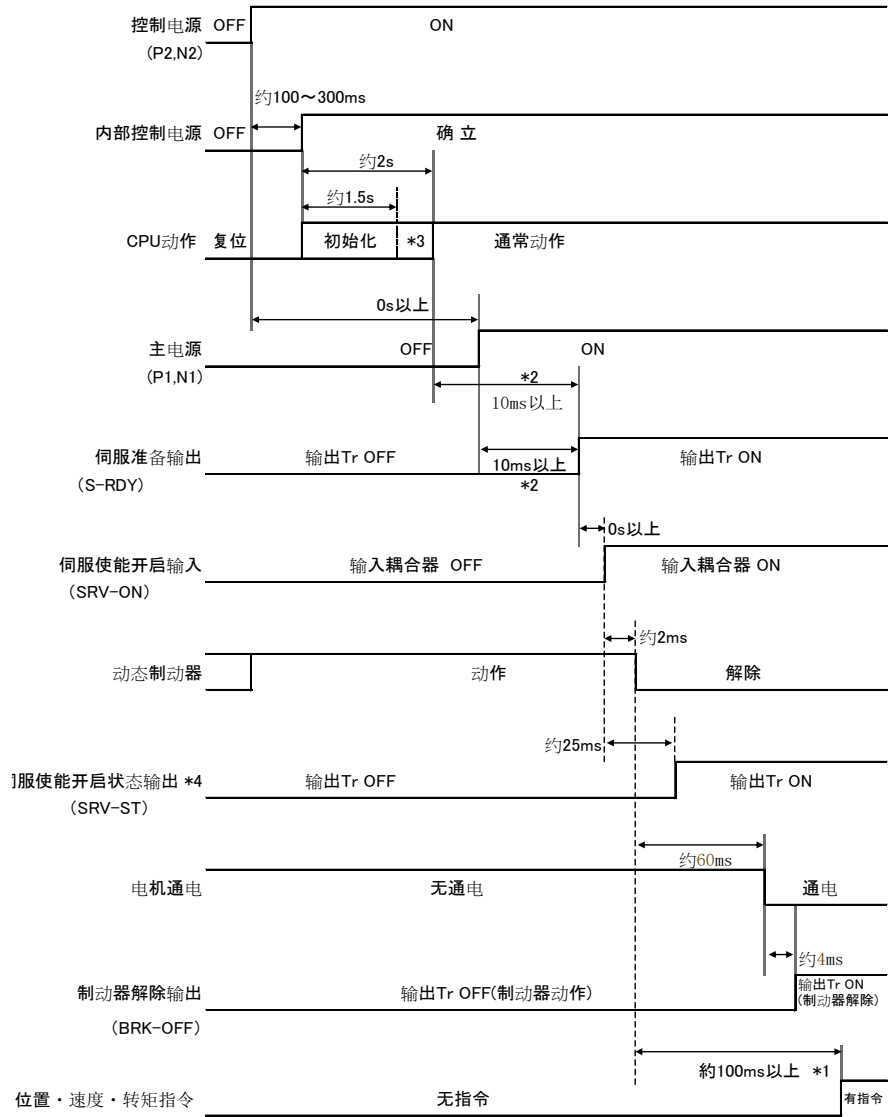 控制电源 OFF ON
(P2,N2)
约100～300ms
内部控制电源 OFF 确 立
约2s
约1.5s
CPU动作 复位 初始化 *3 通常动作
0s以上
主电源 OFF ON
(P1,N1)
*2
10ms以上
伺服准备输出 输出Tr OFF 10ms以上 输出Tr ON
(S-RDY) *2
0s以上
伺服使能开启输入 输入耦合器 OFF 输入耦合器 ON
(SRV-ON)
约2ms
动态制动器 动作 解除
约25ms
服使能开启状态输出 *4 输出Tr OFF 输出Tr ON
(SRV-ST)
约60ms
电机通电 无通电 通电
约4ms
制动器解除输出 输出Tr OFF(制动器动作) 输出Tr ON
(制动器解除)
(BRK-OFF)
約100ms以上 *1
位置・速度・转矩指令 无指令 有指令